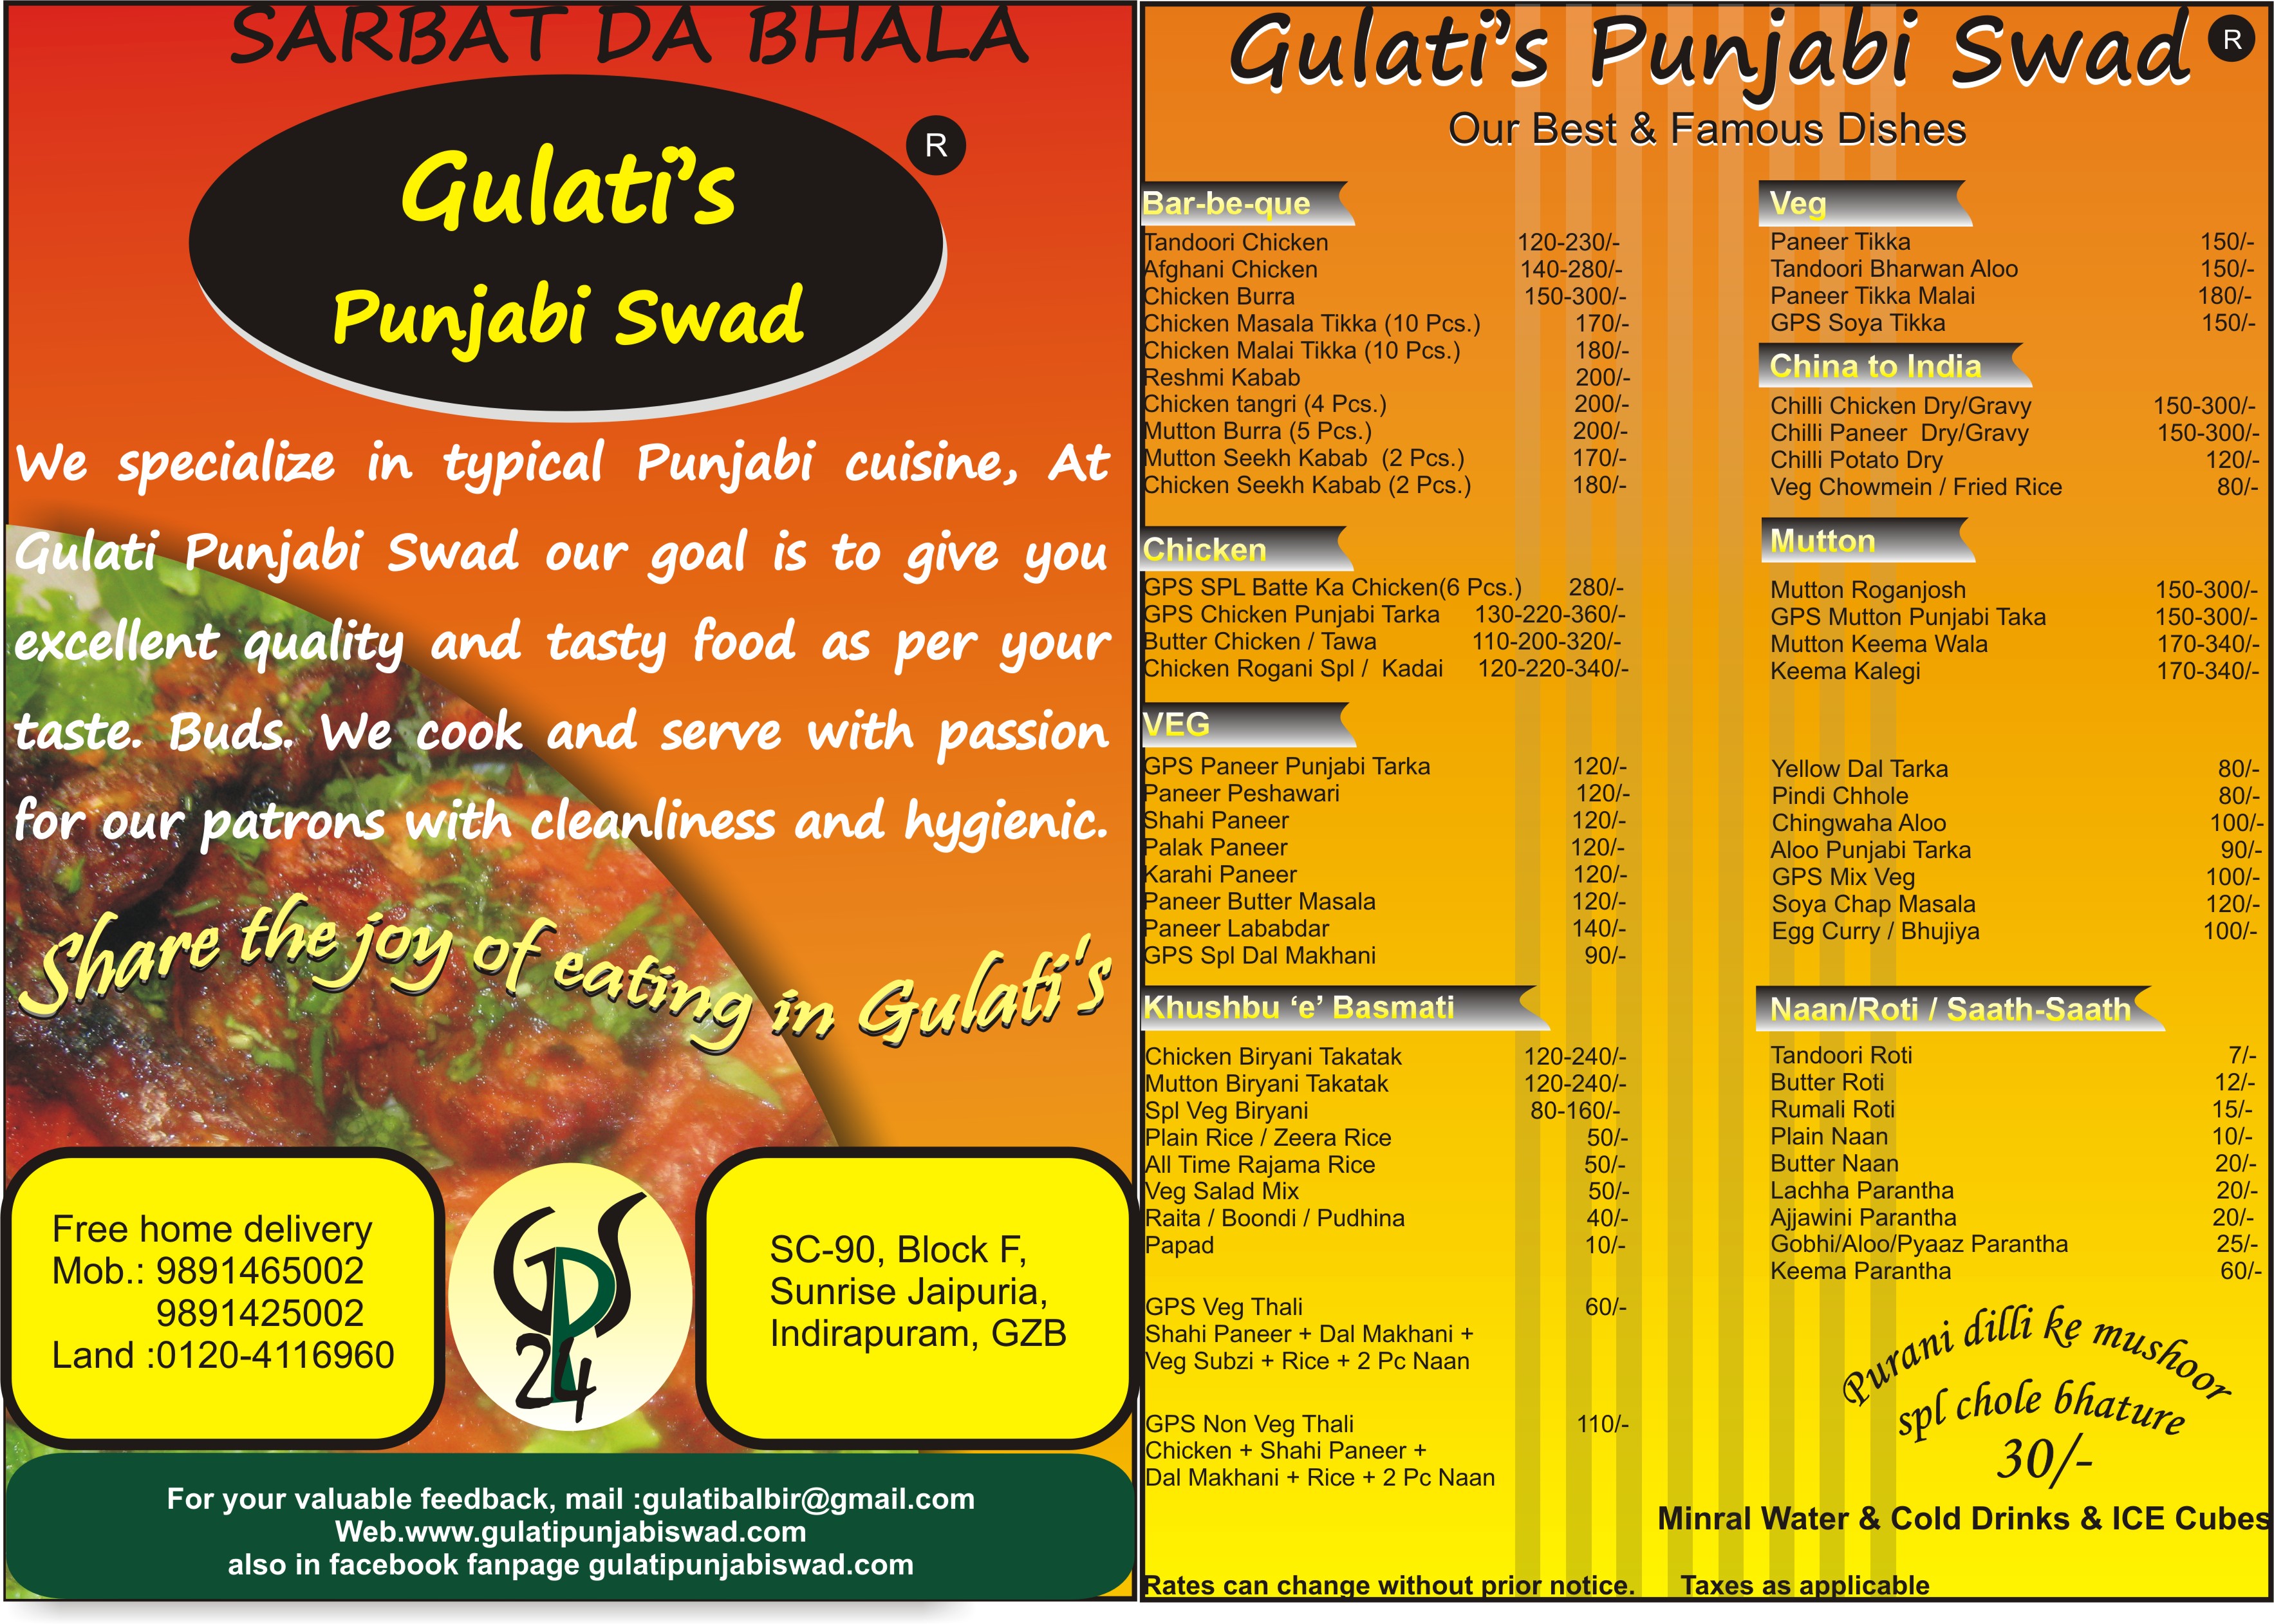 SARBAT DA BHALA
Gulati's
R
Punjabi Swad
We specialize in typical Punjabi cuisine, At
Gulati Punjabi Swad our goal is to give you
excellent quality and tasty food as per your
taste. Buds. We cook and serve with passion
for our patrons with cleanliness and hygienic.
Share the joy of eating in Gulati's
Free home delivery
Mob.: 9891465002
9891425002
Land :0120-4116960
GPS
24
SC-90, Block F,
Sunrise Jaipuria,
Indirapuram, GZB
For your valuable feedback, mail :gulatibalbir@gmail.com
Web.www.gulatipunjabiswad.com
also in facebook fanpage gulatipunjabiswad.com
Gulati's Punjabi Swad R
Our Best & Famous Dishes
Bar-be-que
Tandoori Chicken 120-230/-
Afghani Chicken 140-280/-
Chicken Burra 150-300/-
Chicken Masala Tikka (10 Pcs.) 170/-
Chicken Malai Tikka (10 Pcs.) 180/-
Reshmi Kabab 200/-
Chicken tangri (4 Pcs.) 200/-
Mutton Burra (5 Pcs.) 200/-
Mutton Seekh Kabab (2 Pcs.) 170/-
Chicken Seekh Kabab (2 Pcs.) 180/-
Chicken
GPS SPL Batte Ka Chicken(6 Pcs.) 280/-
GPS Chicken Punjabi Tarka 130-220-360/-
Butter Chicken / Tawa 110-200-320/-
Chicken Rogani Spl / Kadai 120-220-340/-
VEG
GPS Paneer Punjabi Tarka 120/-
Paneer Peshawari 120/-
Shahi Paneer 120/-
Palak Paneer 120/-
Karahi Paneer 120/-
Paneer Butter Masala 120/-
Paneer Lababdar 140/-
GPS Spl Dal Makhani 90/-
Khushbu 'e' Basmati
Chicken Biryani Takatak 120-240/-
Mutton Biryani Takatak 120-240/-
Spl Veg Biryani 80-160/-
Plain Rice / Zeera Rice 50/-
All Time Rajama Rice 50/-
Veg Salad Mix 50/-
Raita / Boondi / Pudhina 40/-
Papad 10/-
GPS Veg Thali 60/-
Shahi Paneer + Dal Makhani +
Veg Subzi + Rice + 2 Pc Naan
GPS Non Veg Thali 110/-
Chicken + Shahi Paneer +
Dal Makhani + Rice + 2 Pc Naan
Veg
Paneer Tikka 150/-
Tandoori Bharwan Aloo 150/-
Paneer Tikka Malai 180/-
GPS Soya Tikka 150/-
China to India
Chilli Chicken Dry/Gravy 150-300/-
Chilli Paneer Dry/Gravy 150-300/-
Chilli Potato Dry 120/-
Veg Chowmein / Fried Rice 80/-
Mutton
Mutton Roganjosh 150-300/-
GPS Mutton Punjabi Taka 150-300/-
Mutton Keema Wala 170-340/-
Keema Kalegi 170-340/-
Yellow Dal Tarka 80/-
Pindi Chhole 80/-
Chingwaha Aloo 100/-
Aloo Punjabi Tarka 90/-
GPS Mix Veg 100/-
Soya Chap Masala 120/-
Egg Curry / Bhujiya 100/-
Naan/Roti / Saath-Saath
Tandoori Roti 7/-
Butter Roti 12/-
Rumali Roti 15/-
Plain Naan 10/-
Butter Naan 20/-
Lachha Parantha 20/-
Ajjawini Parantha 20/-
Gobhi/Aloo/Pyaaz Parantha 25/-
Keema Parantha 60/-
Purani dilli ke mushoor
spl chole bhature
30/-
Minral Water & Cold Drinks & ICE Cubes
Rates can change without prior notice. Taxes as applicable